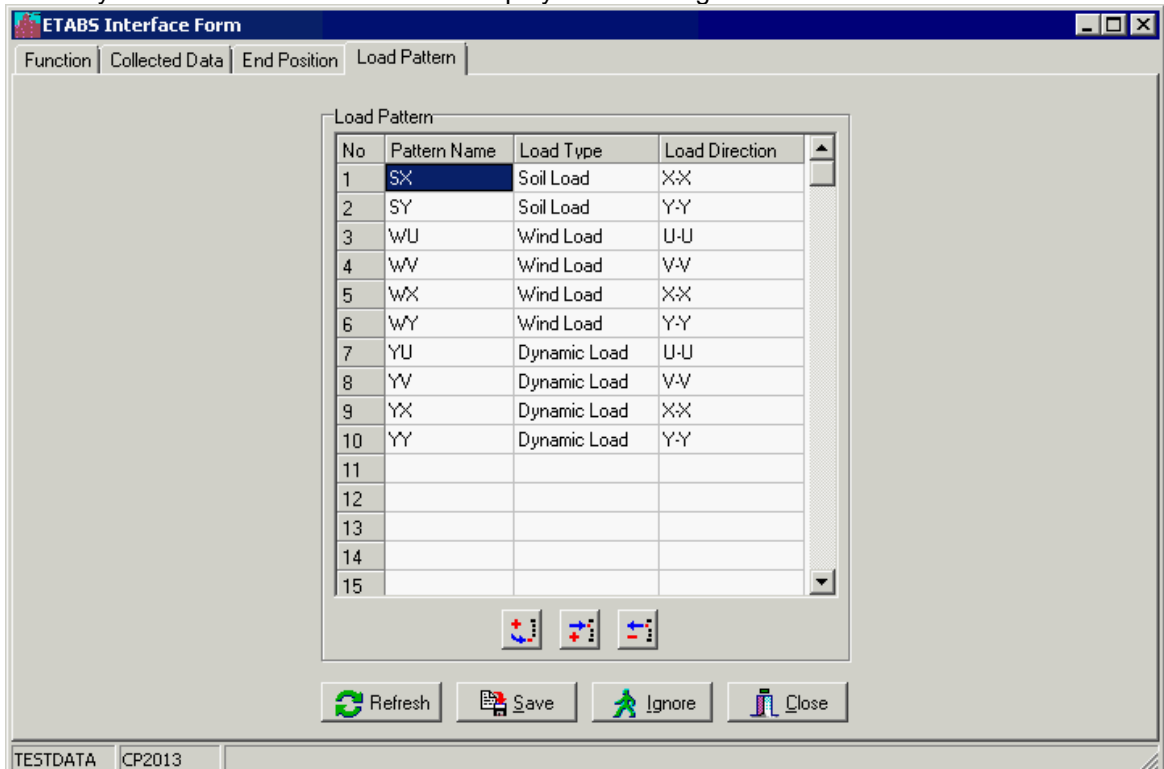 ETABS Interface Form
Function Collected Data End Position Load Pattern
Load Pattern
No Pattern Name Load Type Load Direction
1 SX Soil Load X-X
2 SY Soil Load Y-Y
3 WU Wind Load U-U
4 WV Wind Load V-V
5 WX Wind Load X-X
6 WY Wind Load Y-Y
7 YU Dynamic Load U-U
8 YV Dynamic Load V-V
9 YX Dynamic Load X-X
10 YY Dynamic Load Y-Y
11
12
13
14
15
Refresh Save Ignore Close
TESTDATA CP2013